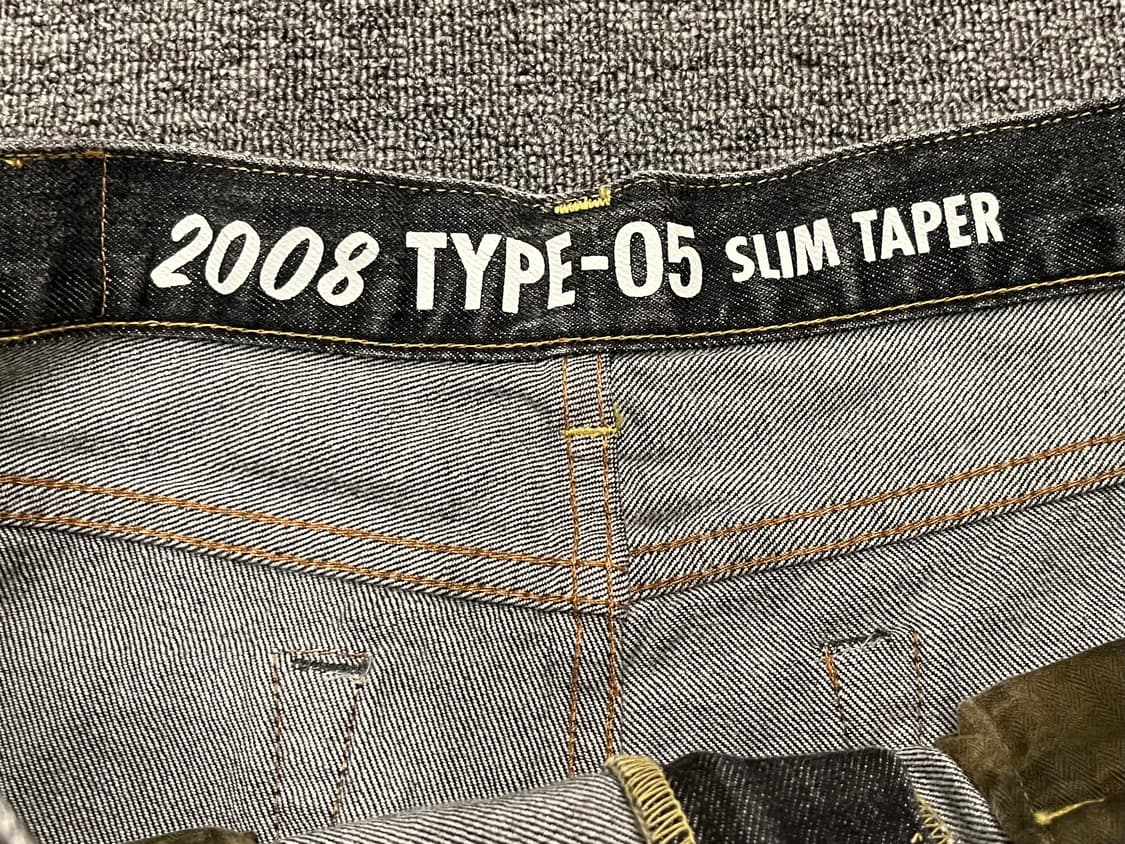 2008 TYPE-05 SLIM TAPER